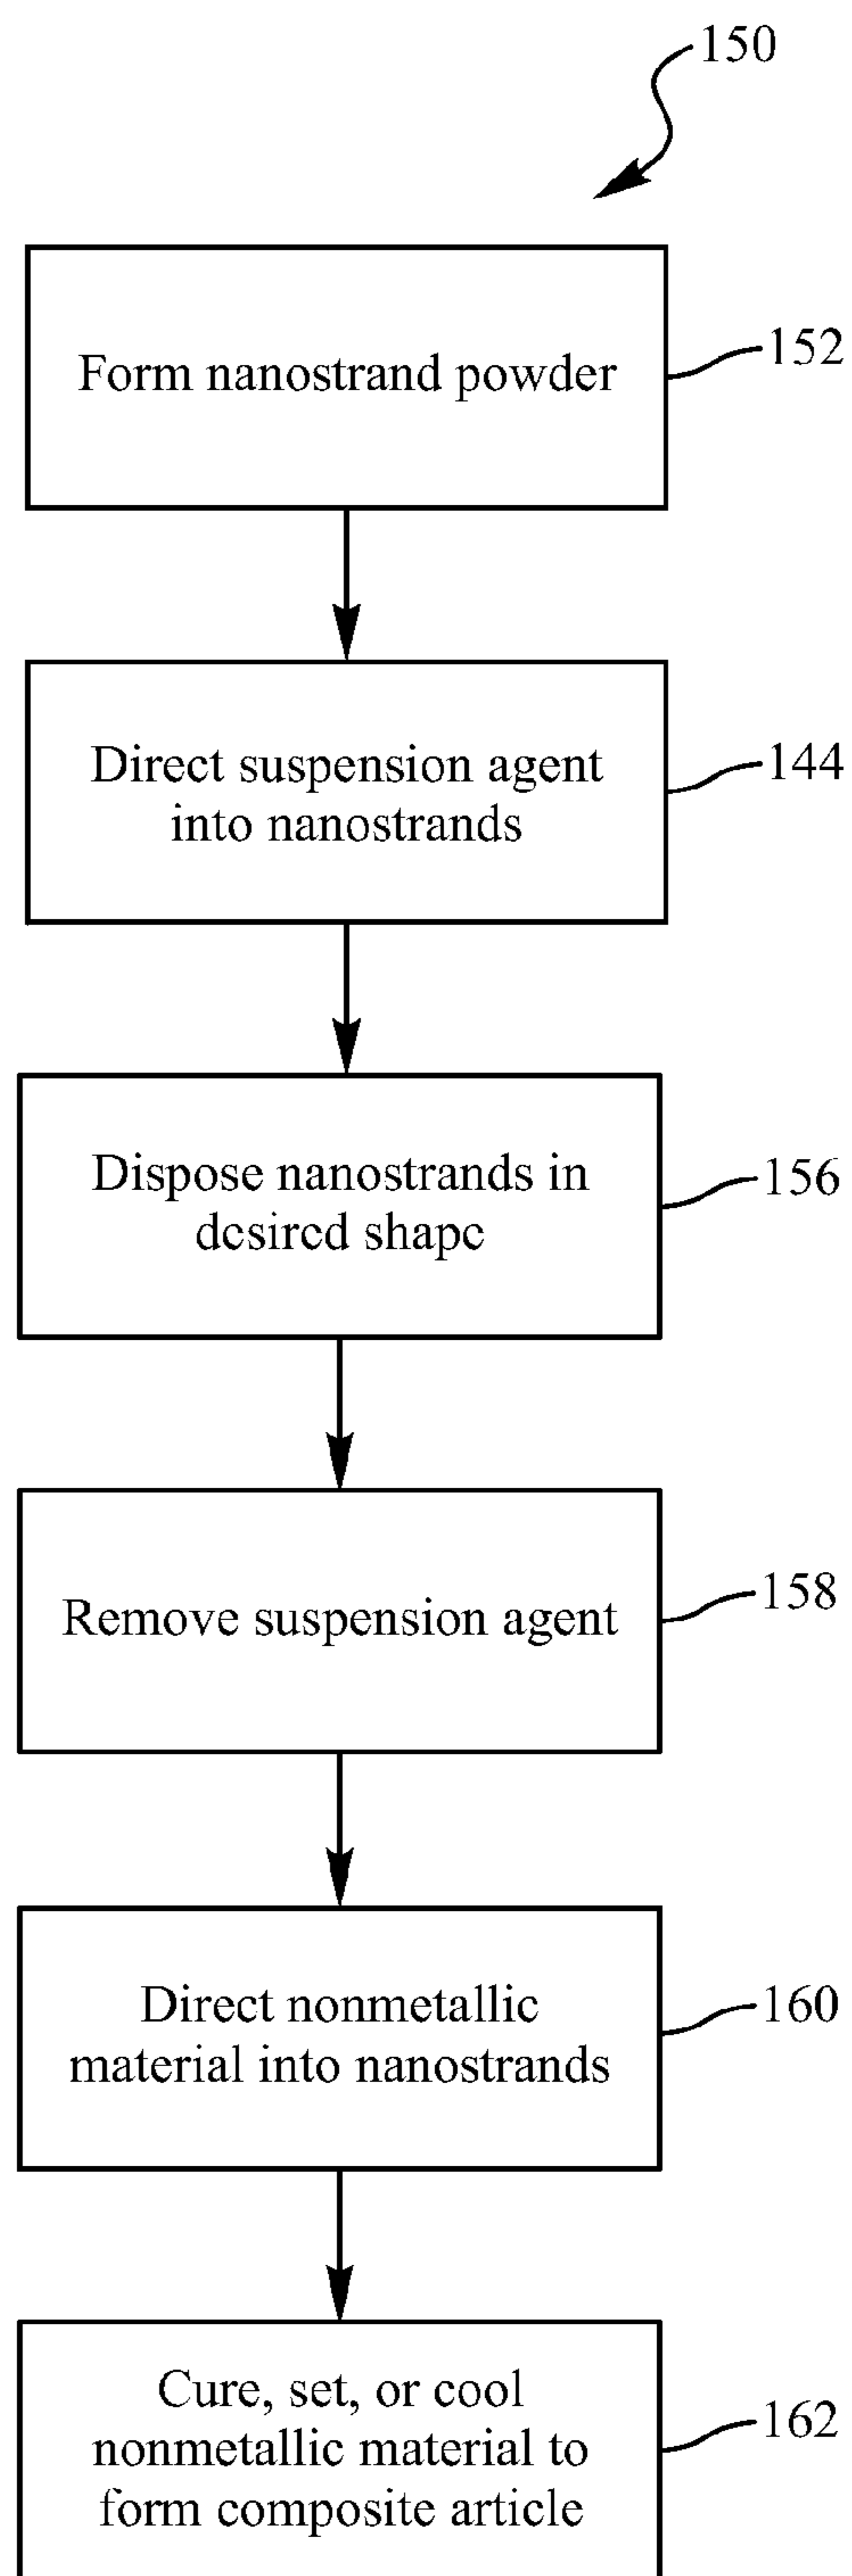 150
Form nanostrand powder
152
Direct suspension agent
into nanostrands
144
Dispose nanostrands in
desired shape
156
Remove suspension agent
158
Direct nonmetallic
material into nanostrands
160
Cure, set, or cool
nonmetallic material to
form composite article
162